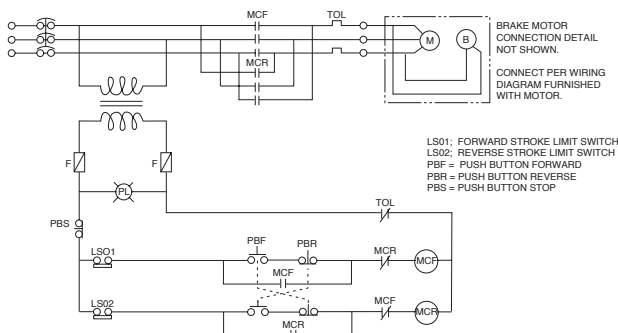 MCF
TOL
MCR
M
B
BRAKE MOTOR
CONNECTION DETAIL
NOT SHOWN.
CONNECT PER WIRING
DIAGRAM FURNISHED
WITH MOTOR.
LS01; FORWARD STROKE LIMIT SWITCH
LS02; REVERSE STROKE LIMIT SWITCH
PBF = PUSH BUTTON FORWARD
PBR = PUSH BUTTON REVERSE
PBS = PUSH BUTTON STOP
F
F
PL
TOL
PBS
LSO1
PBF
PBR
MCR
MCF
MCF
LS02
MCF
MCR
MCR